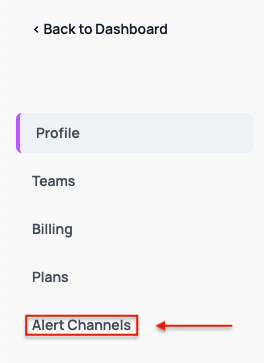 < Back to Dashboard
Profile
Teams
Billing
Plans
Alert Channels